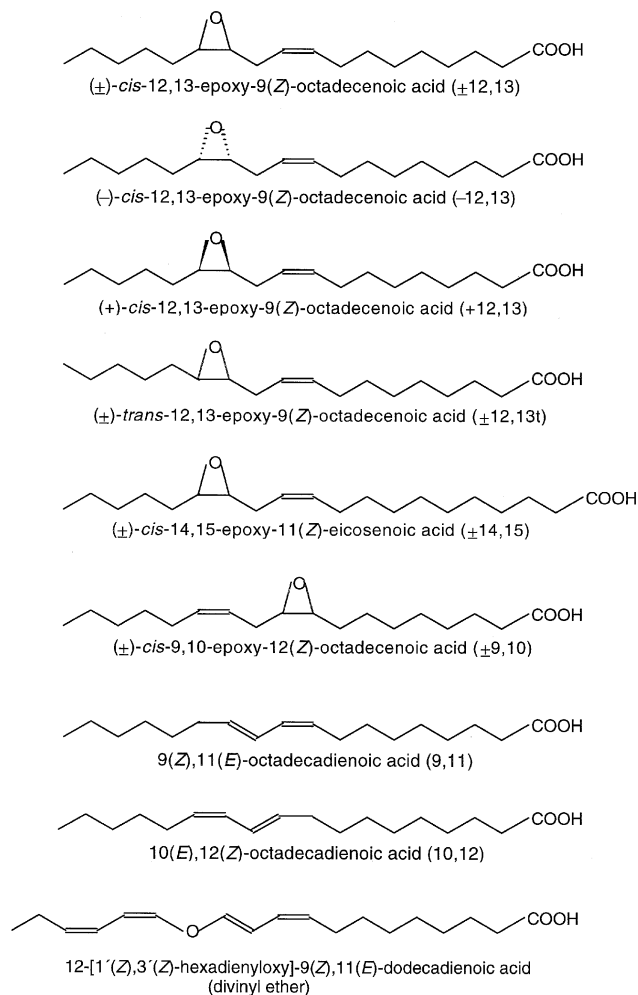 O
COOH
(±)-cis-12,13-epoxy-9(Z)-octadecenoic acid (±12,13)
O
COOH
(–)-cis-12,13-epoxy-9(Z)-octadecenoic acid (–12,13)
O
COOH
(+)-cis-12,13-epoxy-9(Z)-octadecenoic acid (+12,13)
O
COOH
(±)-trans-12,13-epoxy-9(Z)-octadecenoic acid (±12,13t)
O
COOH
(±)-cis-14,15-epoxy-11(Z)-eicosenoic acid (±14,15)
O
COOH
(±)-cis-9,10-epoxy-12(Z)-octadecenoic acid (±9,10)
COOH
9(Z),11(E)-octadecadienoic acid (9,11)
COOH
10(E),12(Z)-octadecadienoic acid (10,12)
COOH
O
12-[1´(Z),3´(Z)-hexadienyloxy]-9(Z),11(E)-dodecadienoic acid
(divinyl ether)